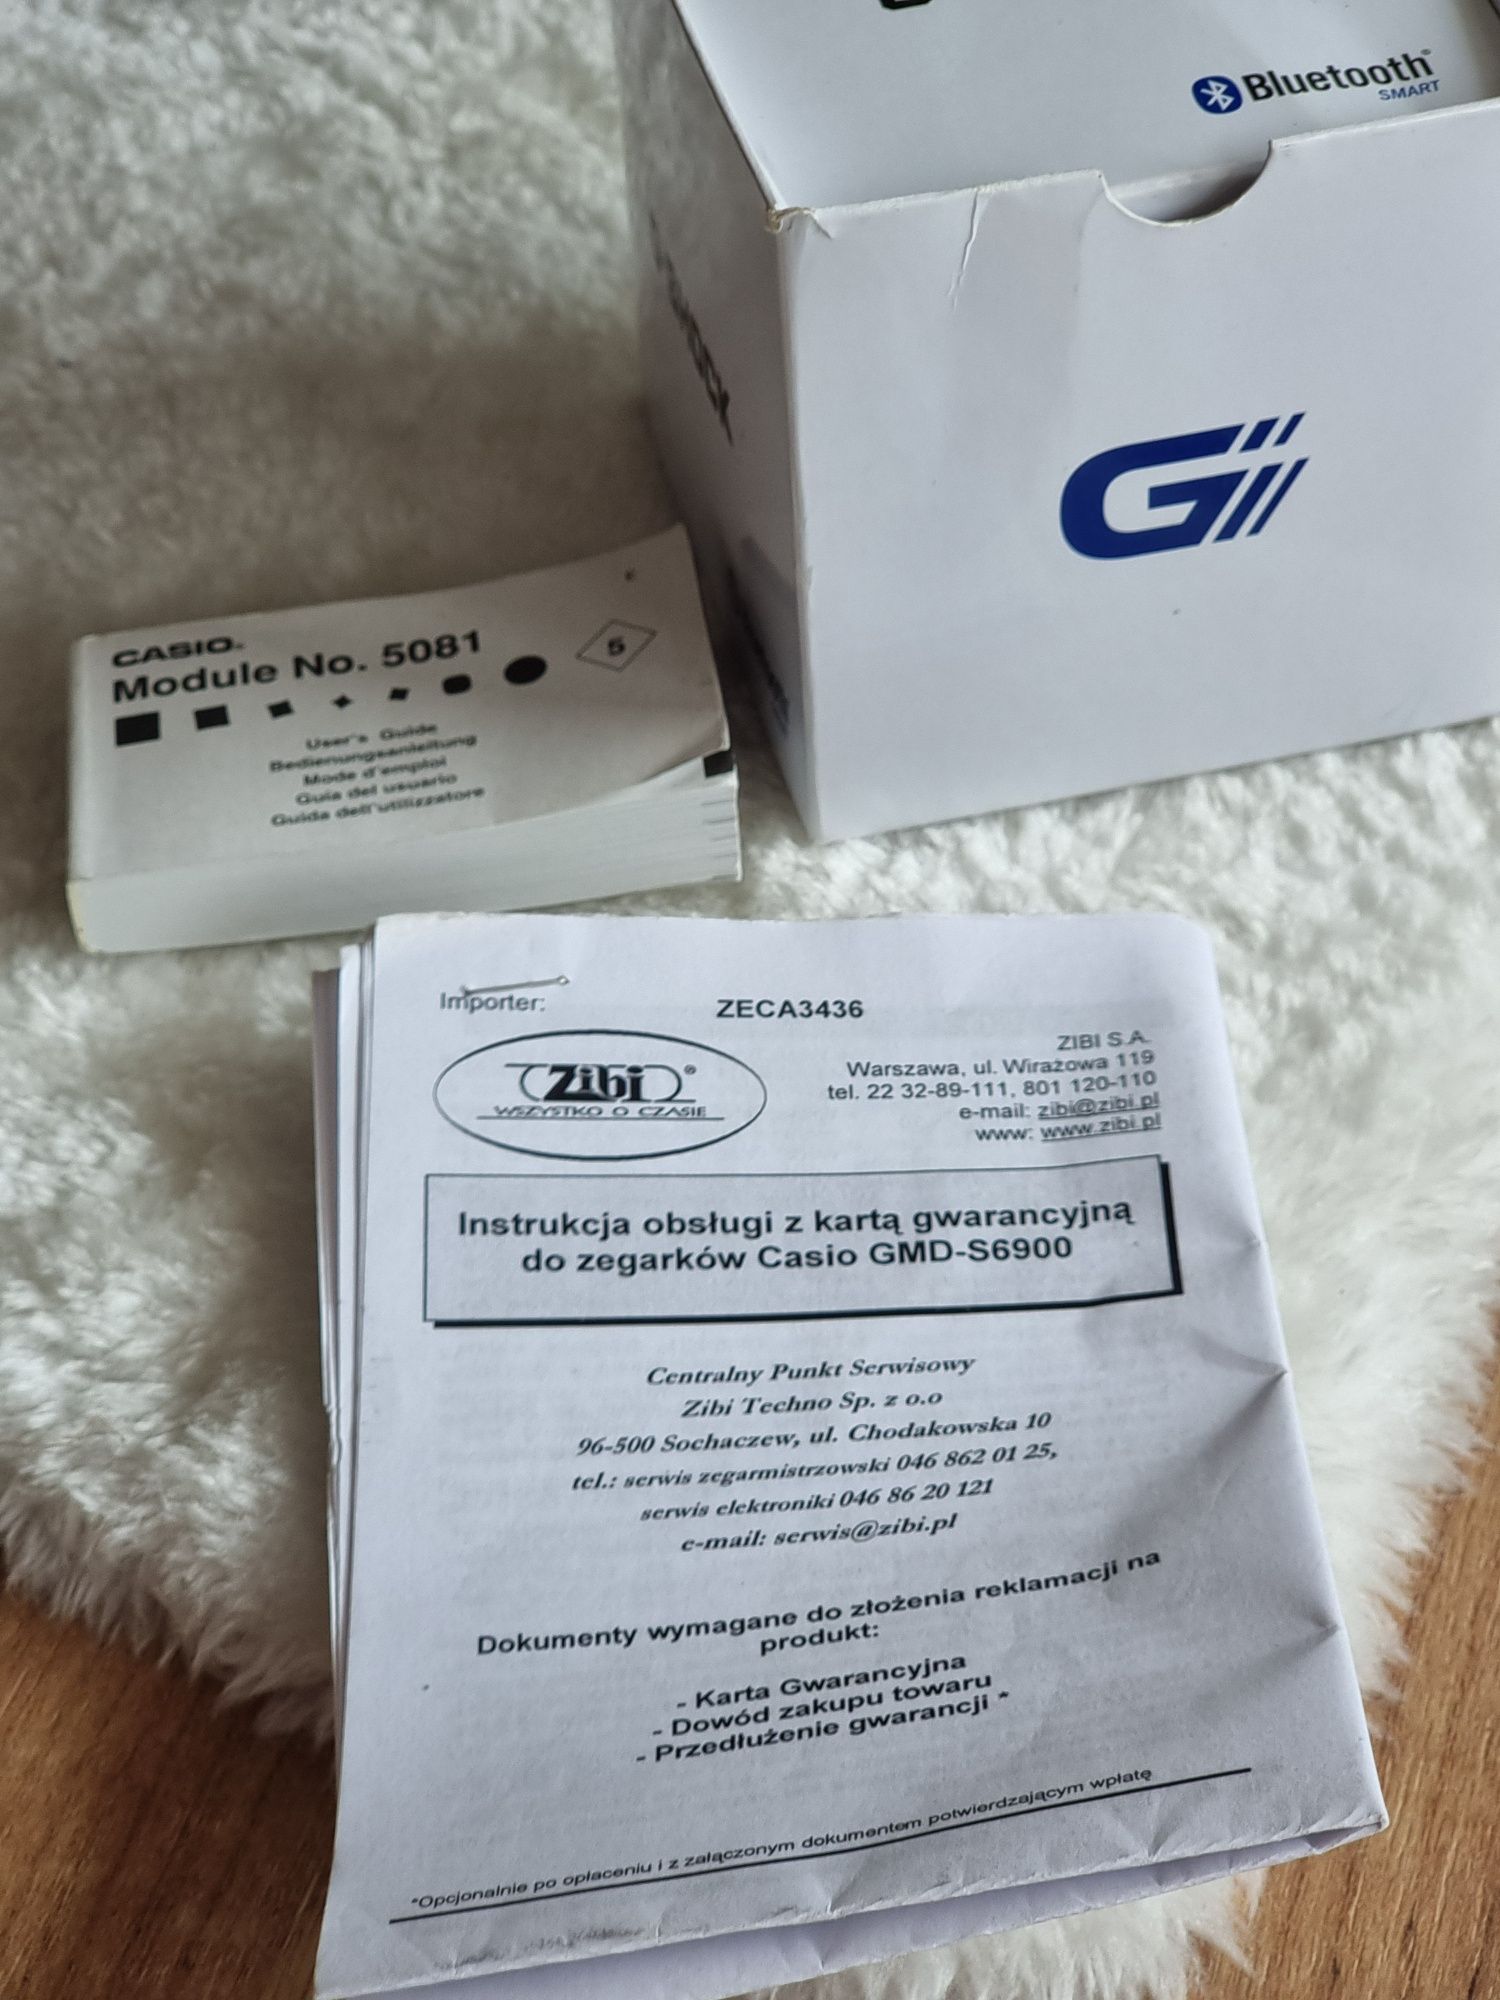 Bluetooth®
SMART
G
CASIO®
Module No. 5081
5
User's Guide
Bedienungsanleitung
Mode d'emploi
Guía del usuario
Guida dell'utilizzatore
Importer:
ZECA3436
Zibi®
WSZYSTKO O CZASIE
ZIBI S.A.
Warszawa, ul. Wirażowa 119
tel. 22 32-89-111, 801 120-110
e-mail: zibi@zibi.pl
www: www.zibi.pl
Instrukcja obsługi z kartą gwarancyjną
do zegarków Casio GMD-S6900
Centralny Punkt Serwisowy
Zibi Techno Sp. z o.o
96-500 Sochaczew, ul. Chodakowska 10
tel.: serwis zegarmistrzowski 046 862 01 25,
serwis elektroniki 046 86 20 121
e-mail: serwis@zibi.pl
Dokumenty wymagane do złożenia reklamacji na
produkt:
- Karta Gwarancyjna
- Dowód zakupu towaru
- Przedłużenie gwarancji *
*Opcjonalnie po opłaceniu i z załączonym dokumentem potwierdzającym wpłatę